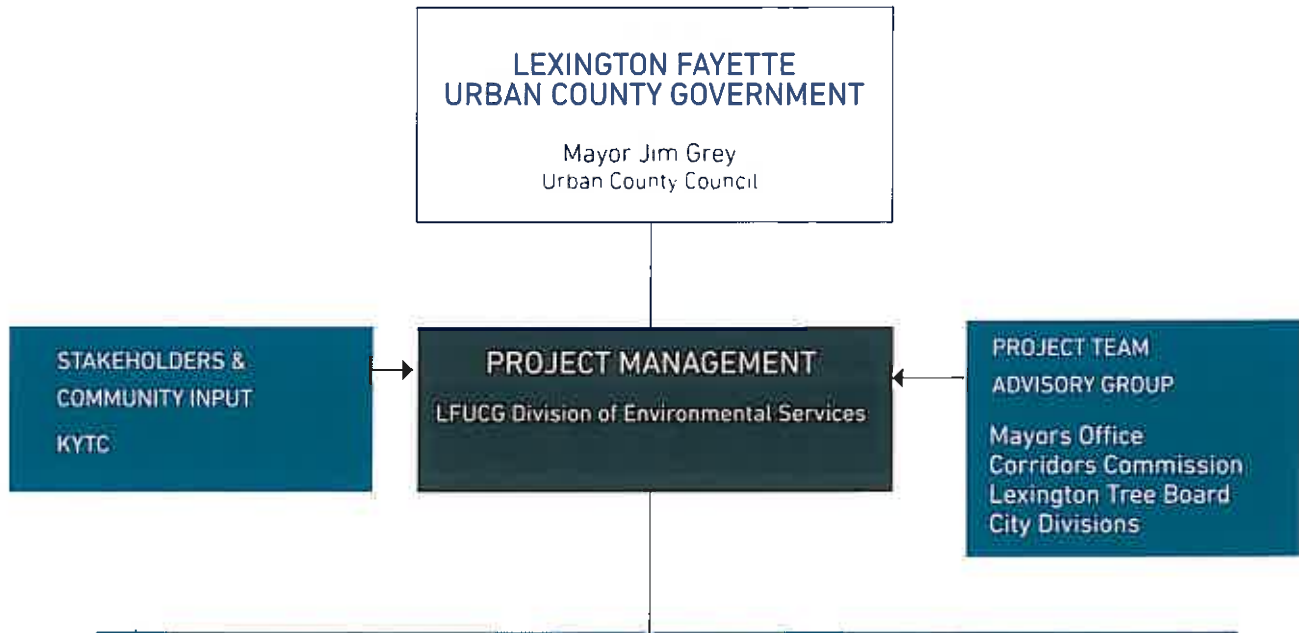 LEXINGTON FAYETTE
URBAN COUNTY GOVERNMENT
Mayor Jim Grey
Urban County Council
STAKEHOLDERS &
COMMUNITY INPUT
KYTC
PROJECT MANAGEMENT
LFUCG Division of Environmental Services
PROJECT TEAM
ADVISORY GROUP
Mayors Office
Corridors Commission
Lexington Tree Board
City Divisions